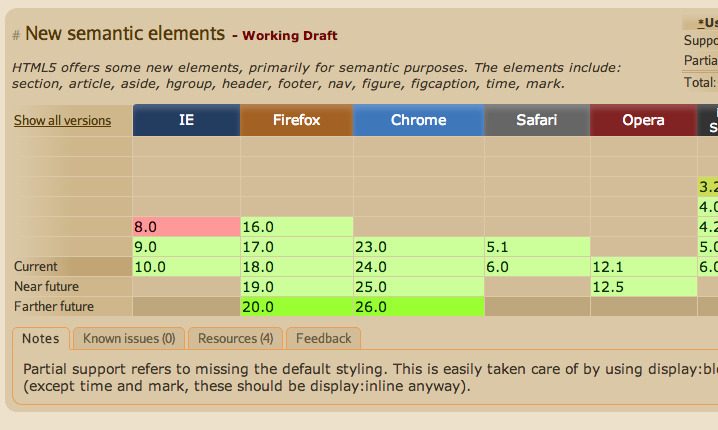 # New semantic elements - Working Draft
HTML5 offers some new elements, primarily for semantic purposes. The elements include:
section, article, aside, hgroup, header, footer, nav, figure, figcaption, time, mark.
Total:
Show all versions IE Firefox Chrome Safari Opera
3.2
4.0
8.0 16.0 4.2
9.0 17.0 23.0 5.1 5.0
Current 10.0 18.0 24.0 6.0 12.1 6.0
Near future 19.0 25.0 12.5
Farther future 20.0 26.0
Notes Known issues (0) Resources (4) Feedback
Partial support refers to missing the default styling. This is easily taken care of by using
(except time and mark, these should be display:inline anyway).